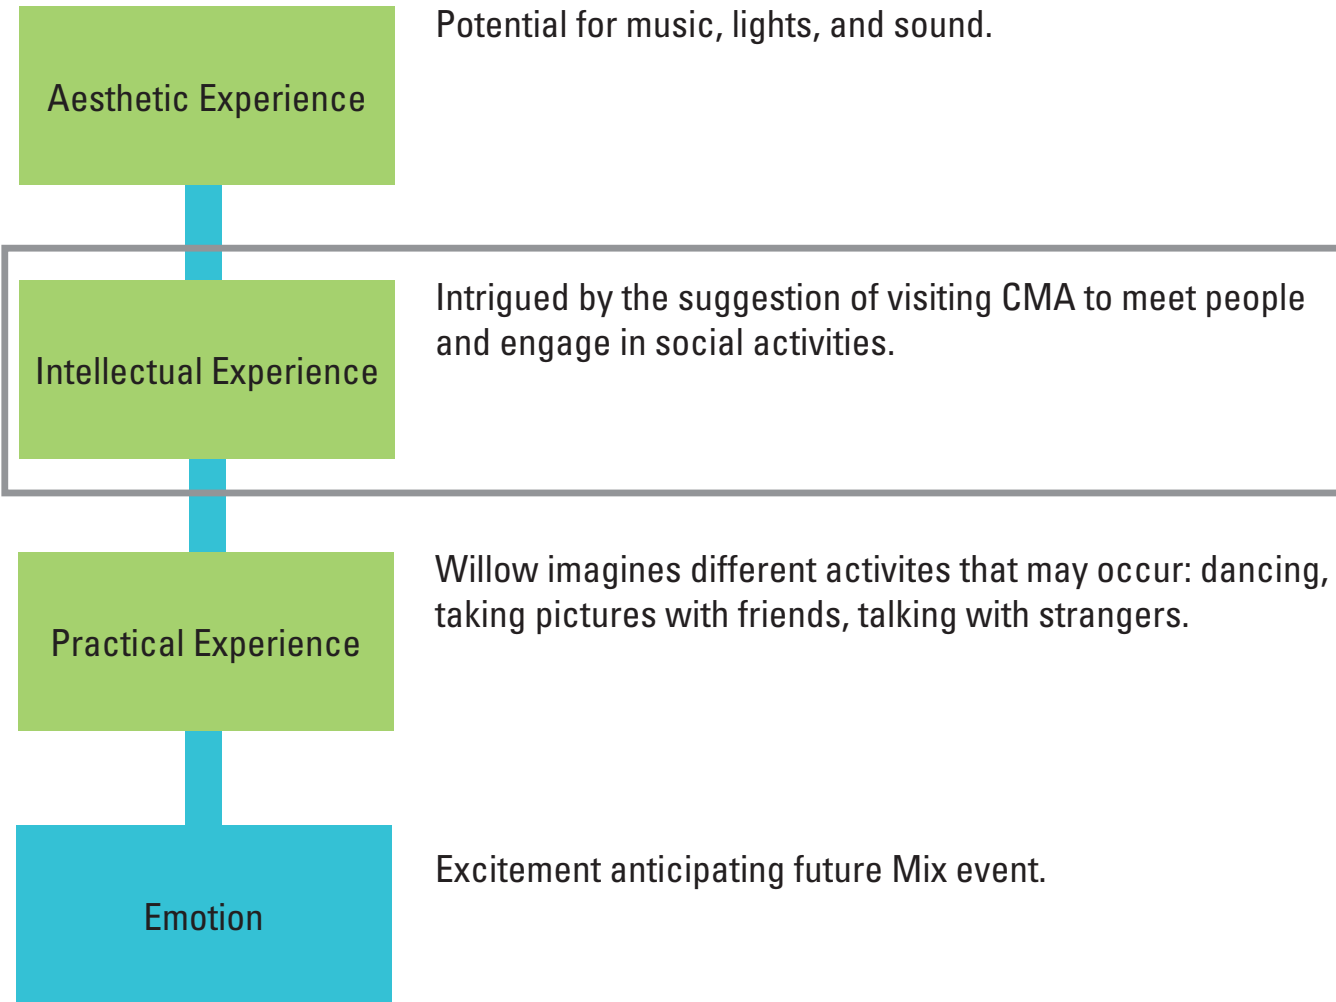 Potential for music, lights, and sound.
Aesthetic Experience
Intrigued by the suggestion of visiting CMA to meet people
and engage in social activities.
Intellectual Experience
Willow imagines different activites that may occur: dancing,
taking pictures with friends, talking with strangers.
Practical Experience
Excitement anticipating future Mix event.
Emotion